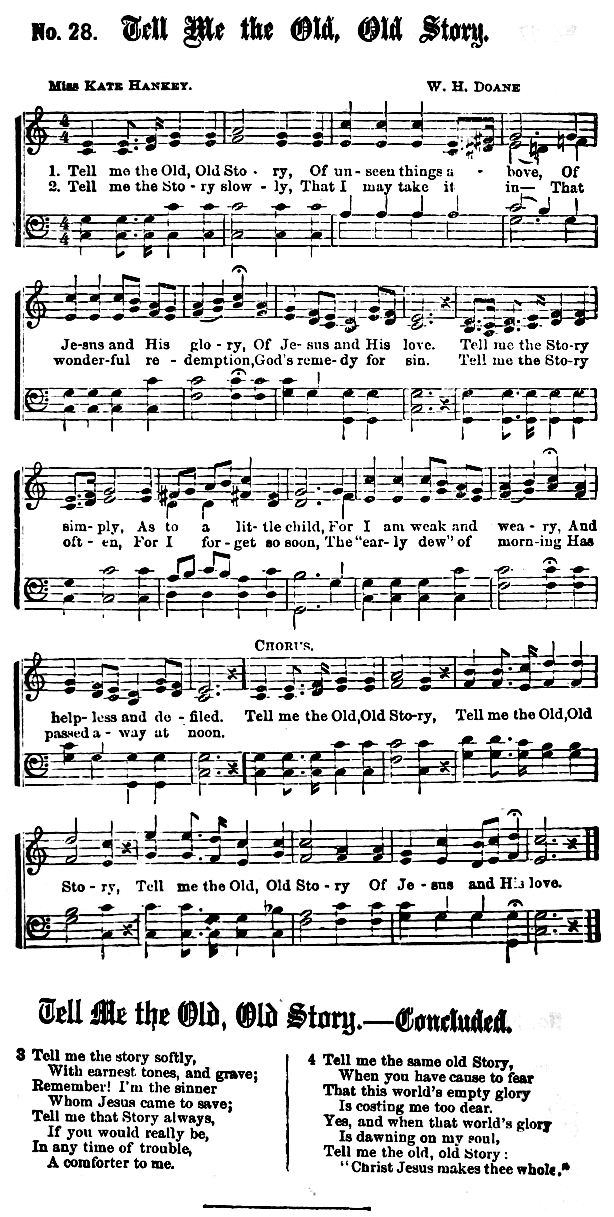 No. 28. Tell Me the Old, Old Story.
Miss KATE HANKEY. W. H. DOANE
1. Tell me the Old, Old Sto - ry, Of un - seen things a - bove, Of
2. Tell me the Sto - ry slow - ly, That I may take it in— That
Je-sus and His glo - ry, Of Je - sus and His love. Tell me the Sto-ry
wonder-ful re - demption, God's reme-dy for sin. Tell me the Sto-ry
sim - ply, As to a lit - tle child, For I am weak and wea - ry, And
oft - en, For I for - get so soon, The "ear - ly dew" of morn-ing Has
help-less and de - filed. Tell me the Old, Old Sto-ry, Tell me the Old, Old
passed a - way at noon.
CHORUS.
Sto - ry, Tell me the Old, Old Sto - ry Of Je - sus and His love.
Tell Me the Old, Old Story.—Concluded.
3 Tell me the story softly,
With earnest tones, and grave;
Remember! I'm the sinner
Whom Jesus came to save;
Tell me that Story always,
If you would really be,
In any time of trouble,
A comforter to me.
4 Tell me the same old Story,
When you have cause to fear
That this world's empty glory
Is costing me too dear.
Yes, and when that world's glory
Is dawning on my soul,
Tell me the old, old Story:
"Christ Jesus makes thee whole."